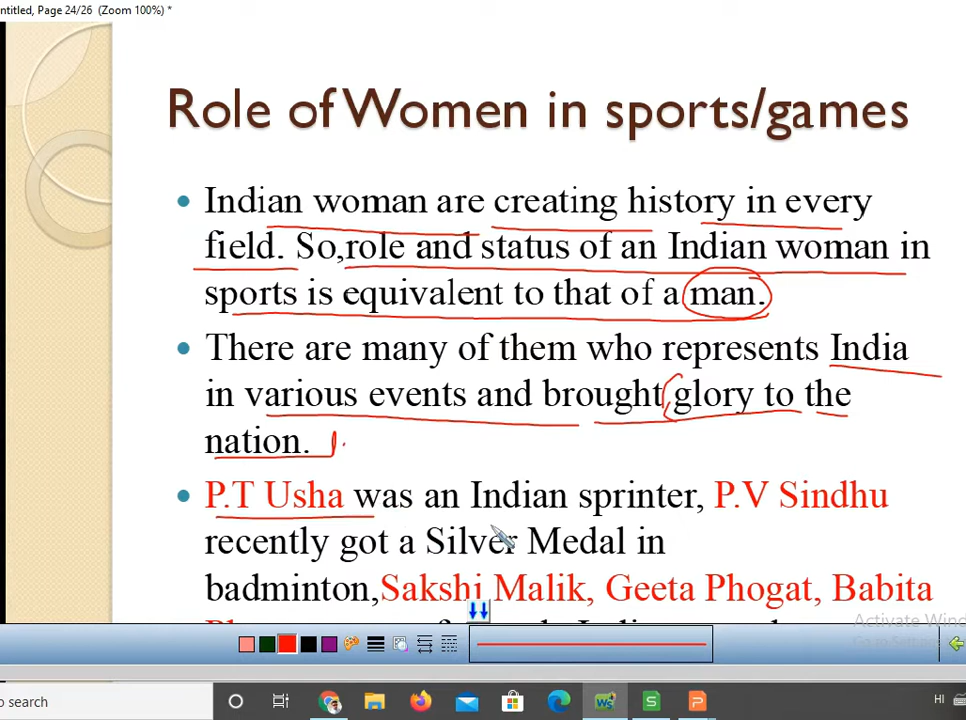 ntitled, Page 24/26 (Zoom 100%) *
Role of Women in sports/games
Indian woman are creating history in every
field. So,role and status of an Indian woman in
sports is equivalent to that of a man.
There are many of them who represents India
in various events and brought glory to the
nation.
P.T Usha was an Indian sprinter, P.V Sindhu
recently got a Silver Medal in
badminton,Sakshi Malik, Geeta Phogat, Babita
Activate Wind
o search
HI